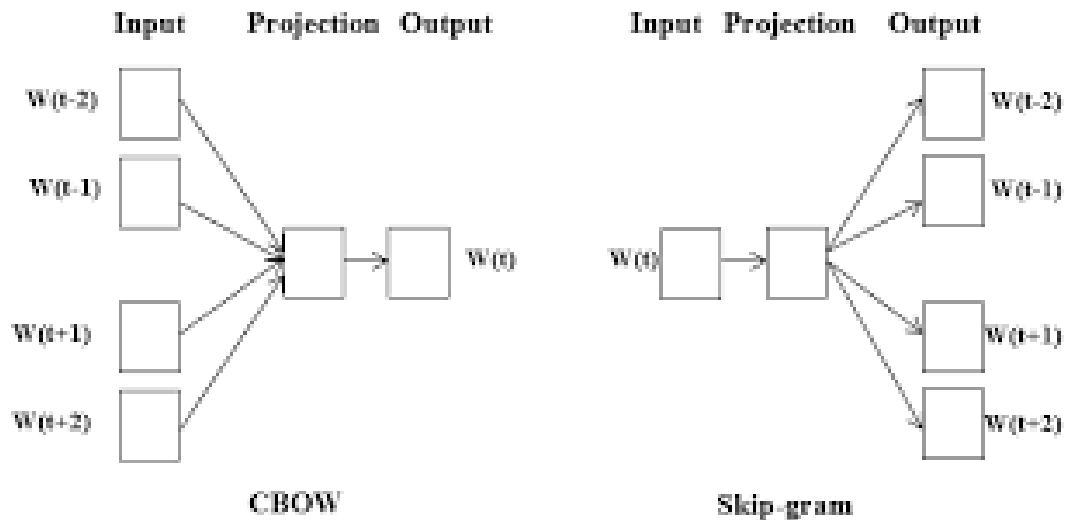 Input Projection Output
W(t-2)
W(t-1)
W(t)
W(t+1)
W(t+2)
CBOW
Input Projection Output
W(t-2)
W(t-1)
W(t)
W(t+1)
W(t+2)
Skip-gram